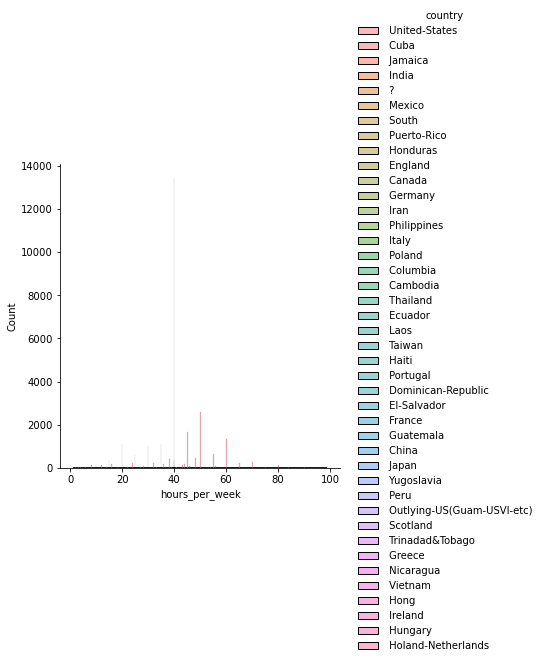 country
United-States
Cuba
Jamaica
India
?
Mexico
South
Puerto-Rico
Honduras
England
Canada
Germany
Iran
Philippines
Italy
Poland
Columbia
Cambodia
Thailand
Ecuador
Laos
Taiwan
Haiti
Portugal
Dominican-Republic
El-Salvador
France
Guatemala
China
Japan
Yugoslavia
Peru
Outlying-US(Guam-USVI-etc)
Scotland
Trinadad&Tobago
Greece
Nicaragua
Vietnam
Hong
Ireland
Hungary
Holand-Netherlands
14000
12000
10000
8000
6000
4000
2000
0
Count
0 20 40 60 80 100
hours_per_week